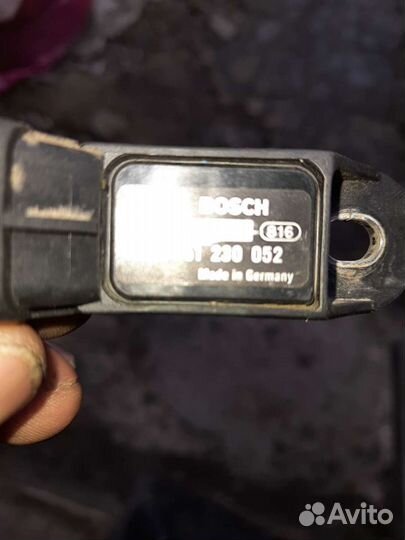 BOSCH
816
230 052
Made in Germany
Avito